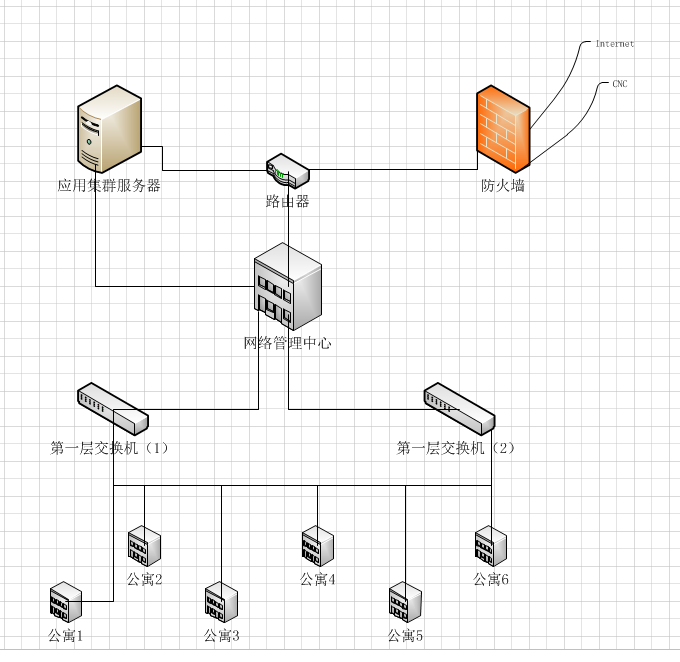 Internet
CNC
应用集群服务器
路由器
防火墙
网络管理中心
第一层交换机（1）
第一层交换机（2）
公寓2
公寓4
公寓6
公寓1
公寓3
公寓5